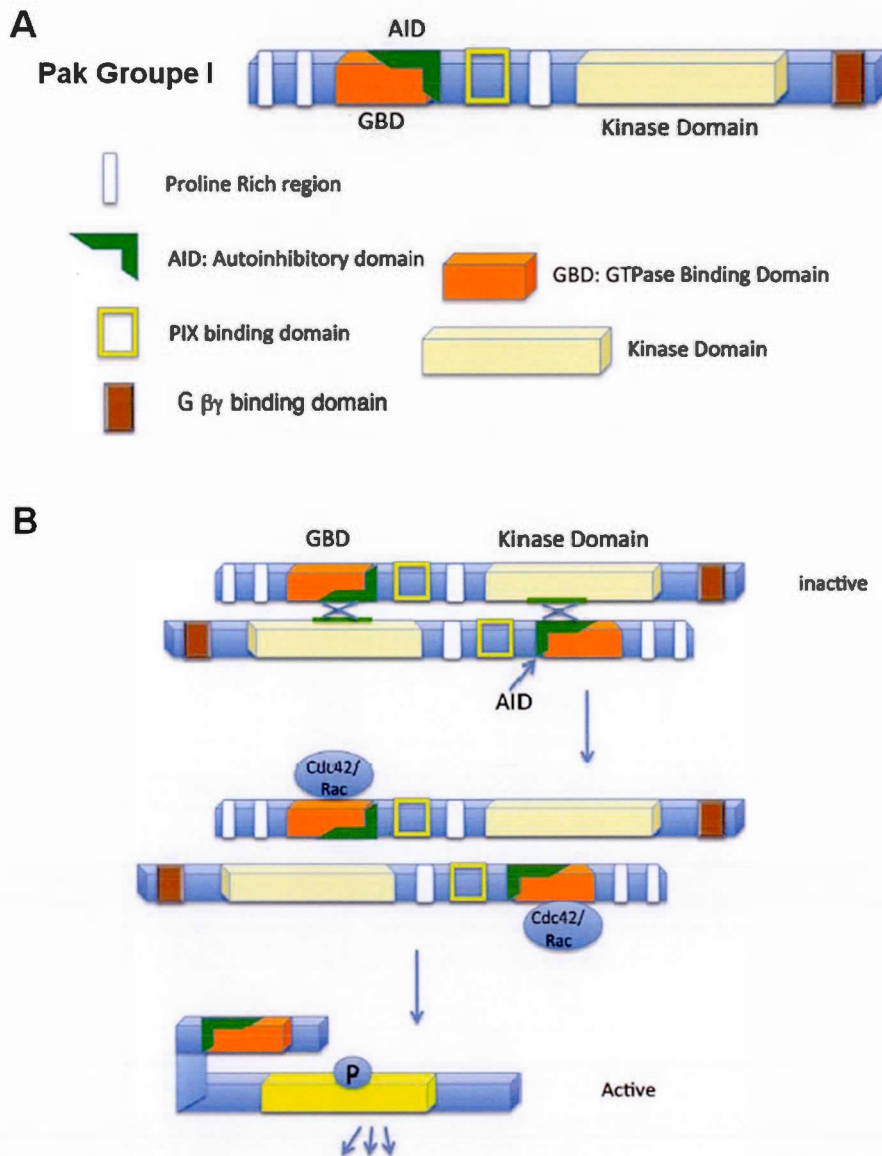 A
AID
Pak Groupe I
GBD
Kinase Domain
Proline Rich region
AID: Autoinhibitory domain
GBD: GTPase Binding Domain
PIX binding domain
Kinase Domain
G βγ binding domain
B
GBD
Kinase Domain
inactive
AID
Cdc42/
Rac
Cdc42/
Rac
P
Active